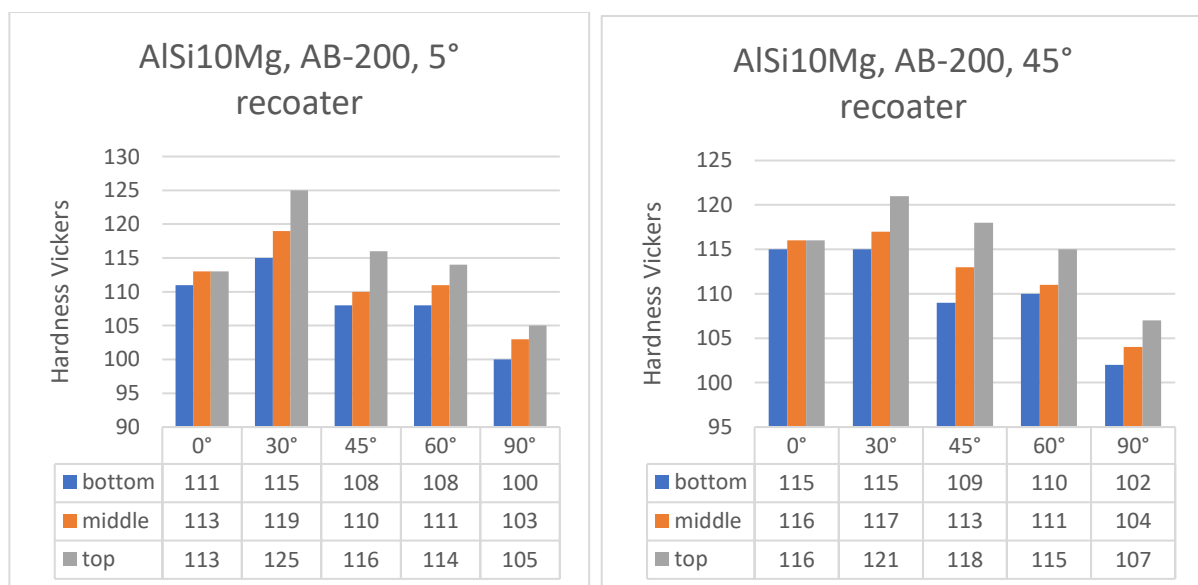 AlSi10Mg, AB-200, 5°
recoater
Hardness Vickers
130
125
120
115
110
105
100
95
90
0° 30° 45° 60° 90°
bottom 111 115 108 108 100
middle 113 119 110 111 103
top 113 125 116 114 105
AlSi10Mg, AB-200, 45°
recoater
Hardness Vickers
125
120
115
110
105
100
95
0° 30° 45° 60° 90°
bottom 115 115 109 110 102
middle 116 117 113 111 104
top 116 121 118 115 107